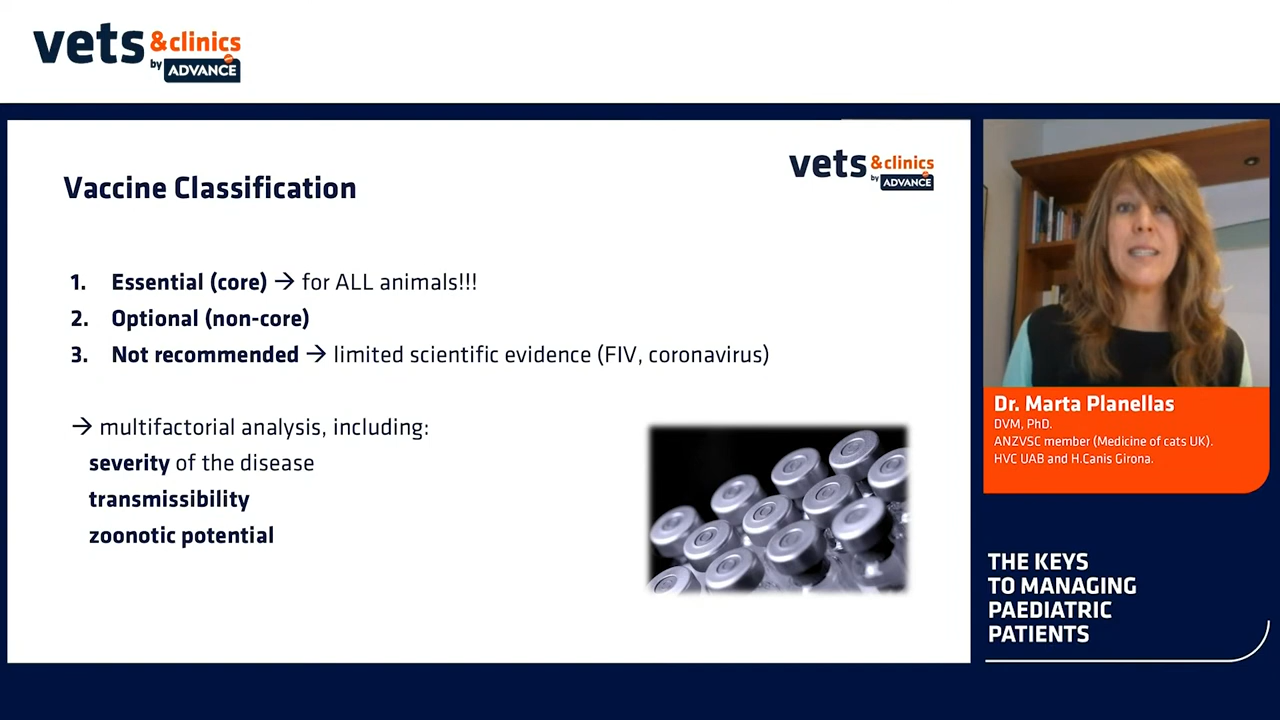 vets &clinics
by ADVANCE
vets &clinics
by ADVANCE
Vaccine Classification
1. Essential (core) → for ALL animals!!!
2. Optional (non-core)
3. Not recommended → limited scientific evidence (FIV, coronavirus)
→ multifactorial analysis, including:
severity of the disease
transmissibility
zoonotic potential
Dr. Marta Planellas
DVM, PhD.
ANZVSC member (Medicine of cats UK).
HVC UAB and H.Canis Girona.
THE KEYS
TO MANAGING
PAEDIATRIC
PATIENTS